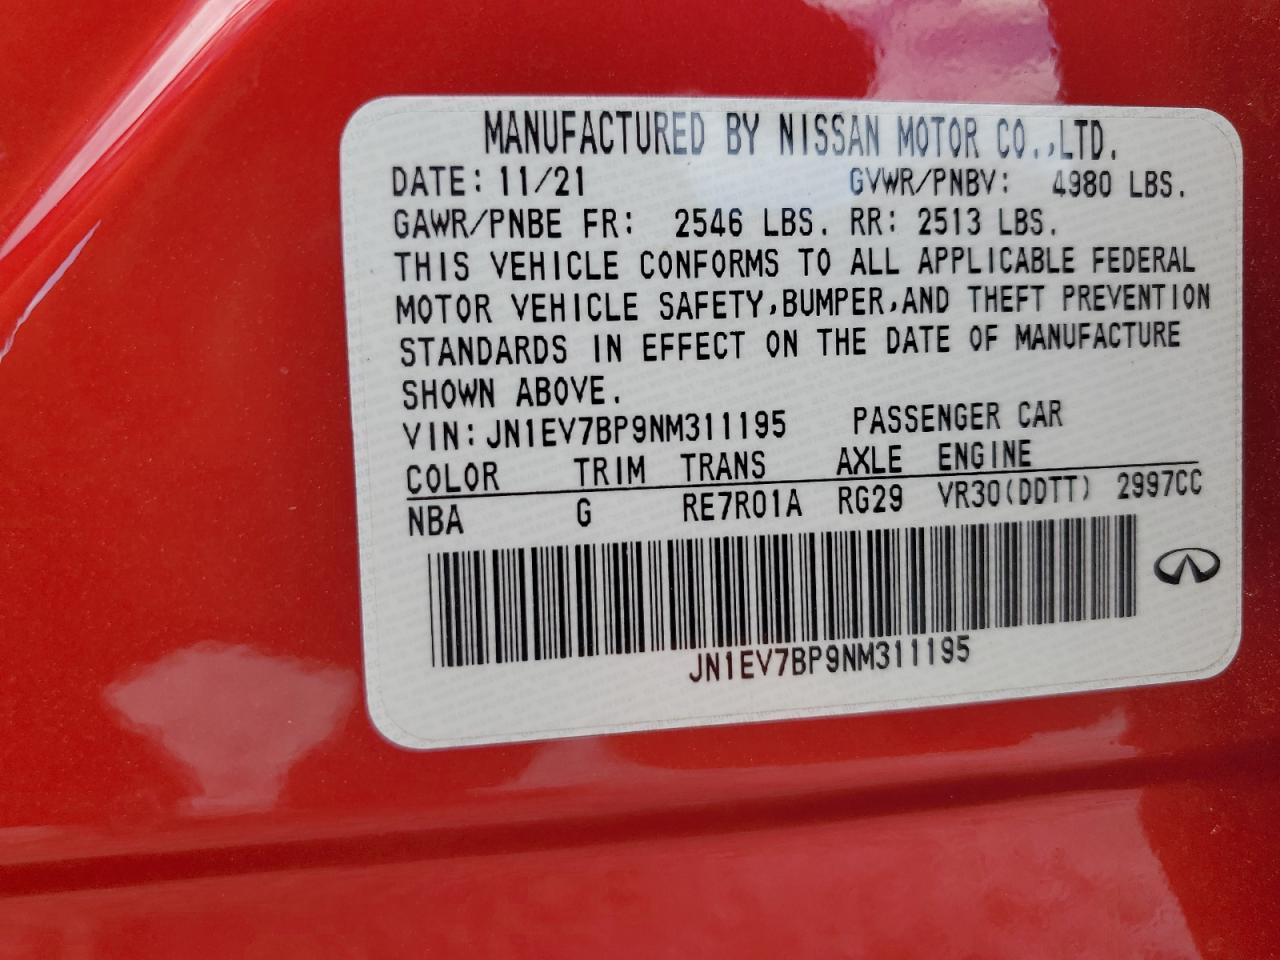 MANUFACTURED BY NISSAN MOTOR CO.,LTD.
DATE: 11/21 GVWR/PNBV: 4980 LBS.
GAWR/PNBE FR: 2546 LBS. RR: 2513 LBS.
THIS VEHICLE CONFORMS TO ALL APPLICABLE FEDERAL
MOTOR VEHICLE SAFETY,BUMPER,AND THEFT PREVENTION
STANDARDS IN EFFECT ON THE DATE OF MANUFACTURE
SHOWN ABOVE.
VIN: JN1EV7BP9NM311195 PASSENGER CAR
COLOR TRIM TRANS AXLE ENGINE
NBA G RE7R01A RG29 VR30(DDTT) 2997CC
JN1EV7BP9NM311195